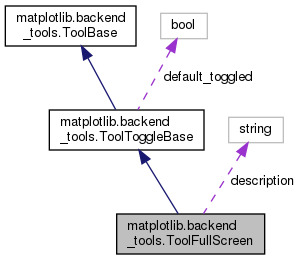 matplotlib.backend
_tools.ToolBase
bool
default_toggled
matplotlib.backend
_tools.ToolToggleBase
string
description
matplotlib.backend
_tools.ToolFullScreen